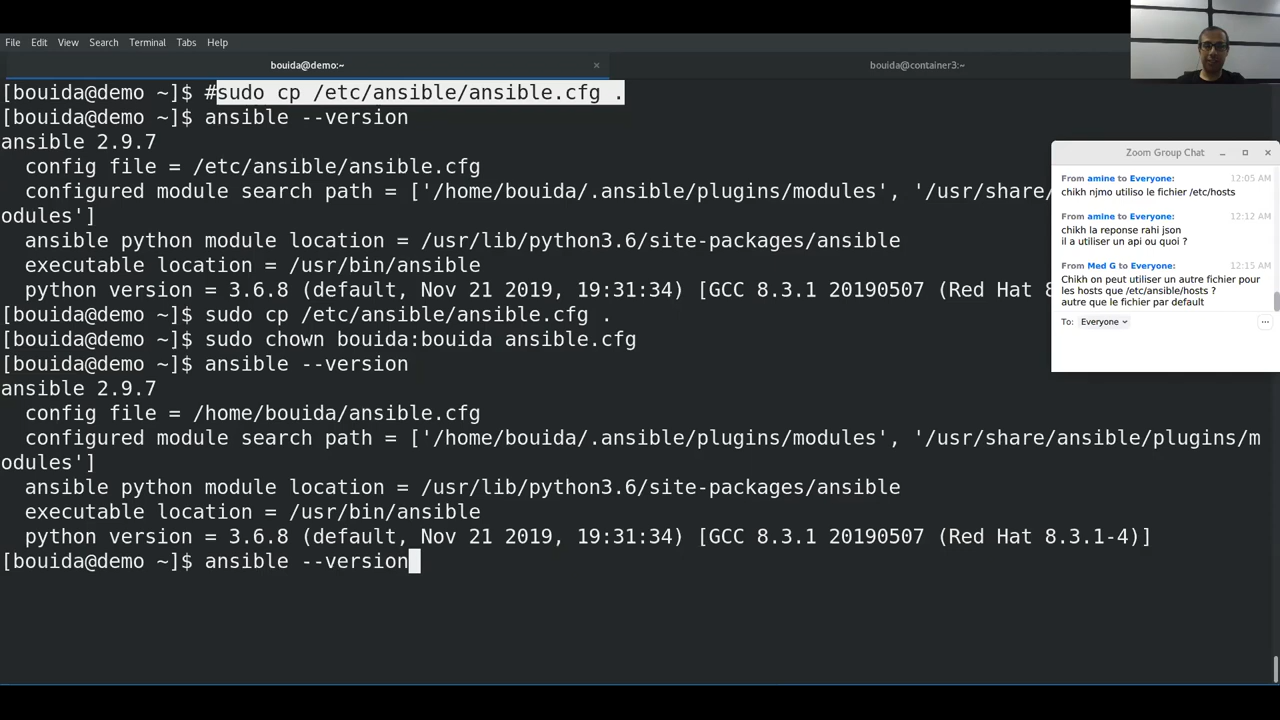 File Edit View Search Terminal Tabs Help
bouida@demo:~ × bouida@container3:~
[bouida@demo ~]$ #sudo cp /etc/ansible/ansible.cfg .
[bouida@demo ~]$ ansible --version
ansible 2.9.7
config file = /etc/ansible/ansible.cfg
configured module search path = ['/home/bouida/.ansible/plugins/modules', '/usr/share/
odules']
ansible python module location = /usr/lib/python3.6/site-packages/ansible
executable location = /usr/bin/ansible
python version = 3.6.8 (default, Nov 21 2019, 19:31:34) [GCC 8.3.1 20190507 (Red Hat 8
[bouida@demo ~]$ sudo cp /etc/ansible/ansible.cfg .
[bouida@demo ~]$ sudo chown bouida:bouida ansible.cfg
[bouida@demo ~]$ ansible --version
ansible 2.9.7
config file = /home/bouida/ansible.cfg
configured module search path = ['/home/bouida/.ansible/plugins/modules', '/usr/share/ansible/plugins/m
odules']
ansible python module location = /usr/lib/python3.6/site-packages/ansible
executable location = /usr/bin/ansible
python version = 3.6.8 (default, Nov 21 2019, 19:31:34) [GCC 8.3.1 20190507 (Red Hat 8.3.1-4)]
[bouida@demo ~]$ ansible --version
Zoom Group Chat
From amine to Everyone: 12:05 AM
chikh njmo utiliso le fichier /etc/hosts
From amine to Everyone: 12:12 AM
chikh la reponse rahi json
il a utiliser un api ou quoi ?
From Med G to Everyone: 12:15 AM
Chikh on peut utiliser un autre fichier pour
les hosts que /etc/ansible/hosts ?
autre que le fichier par default
To: Everyone